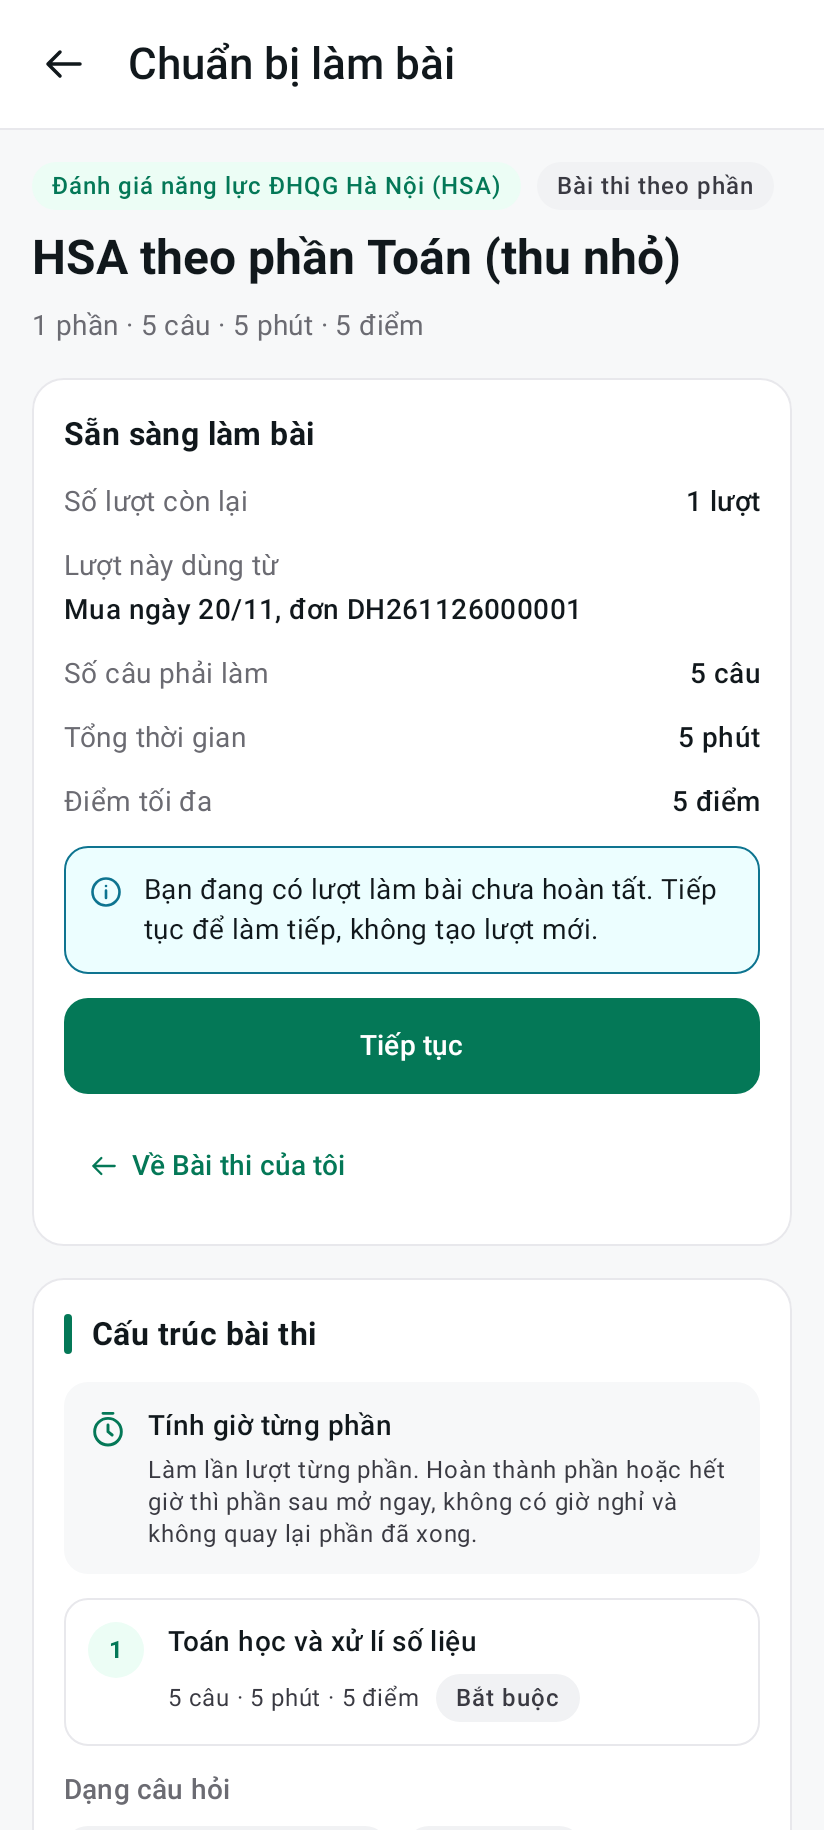 Chuẩn bị làm bài
Đánh giá năng lực ĐHQG Hà Nội (HSA)
Bài thi theo phần
HSA theo phần Toán (thu nhỏ)
1 phần · 5 câu · 5 phút · 5 điểm
Sẵn sàng làm bài
Số lượt còn lại
1 lượt
Lượt này dùng từ
Mua ngày 20/11, đơn DH261126000001
Số câu phải làm
5 câu
Tổng thời gian
5 phút
Điểm tối đa
5 điểm
Bạn đang có lượt làm bài chưa hoàn tất. Tiếp
tục để làm tiếp, không tạo lượt mới.
Tiếp tục
Về Bài thi của tôi
Cấu trúc bài thi
Tính giờ từng phần
Làm lần lượt từng phần. Hoàn thành phần hoặc hết
giờ thì phần sau mở ngay, không có giờ nghỉ và
không quay lại phần đã xong.
1
Toán học và xử lí số liệu
5 câu · 5 phút · 5 điểm
Bắt buộc
Dạng câu hỏi